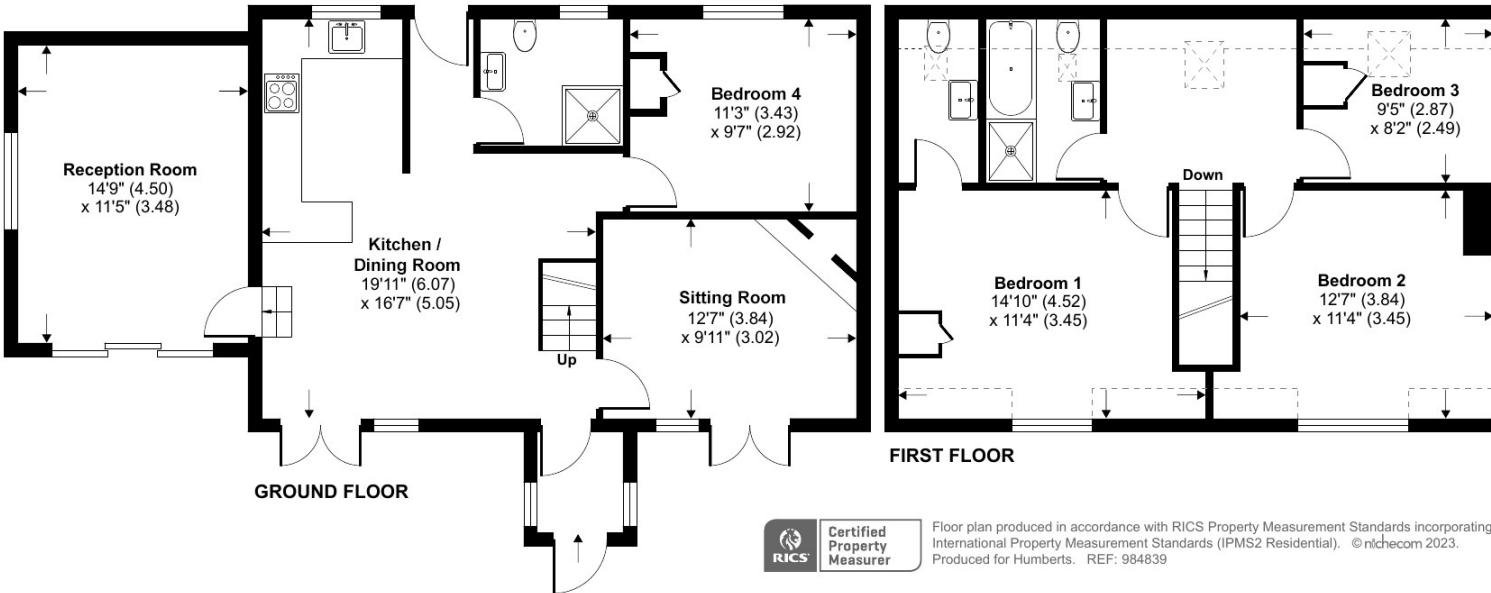 Reception Room
14'9" (4.50)
x 11'5" (3.48)
Kitchen /
Dining Room
19'11" (6.07)
x 16'7" (5.05)
Up
Bedroom 4
11'3" (3.43)
x 9'7" (2.92)
Sitting Room
12'7" (3.84)
x 9'11" (3.02)
GROUND FLOOR
Bedroom 3
9'5" (2.87)
x 8'2" (2.49)
Down
Bedroom 1
14'10" (4.52)
x 11'4" (3.45)
Bedroom 2
12'7" (3.84)
x 11'4" (3.45)
FIRST FLOOR
RICS
Certified
Property
Measurer
Floor plan produced in accordance with RICS Property Measurement Standards incorporating
International Property Measurement Standards (IPMS2 Residential). © nichecom 2023.
Produced for Humberts. REF: 984839